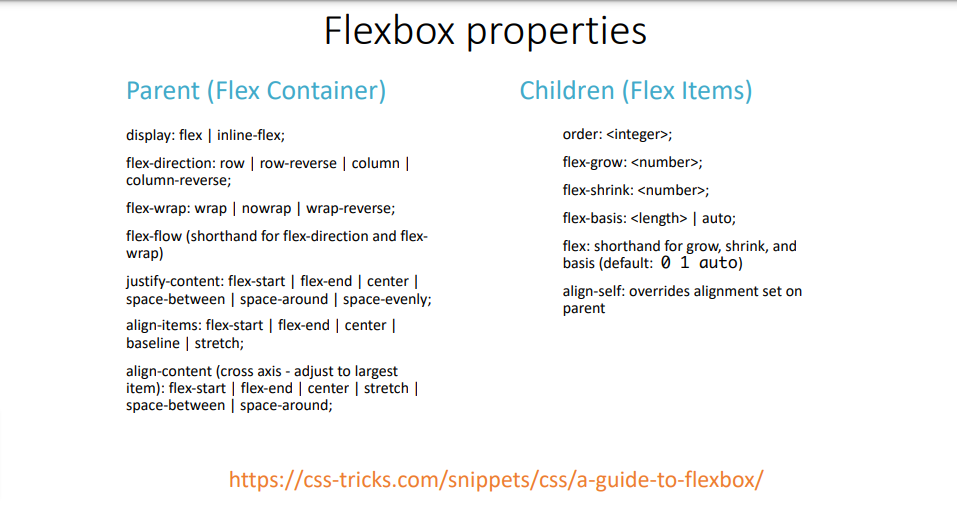 Flexbox properties
Parent (Flex Container)
display: flex | inline-flex;
flex-direction: row | row-reverse | column |
column-reverse;
flex-wrap: wrap | nowrap | wrap-reverse;
flex-flow (shorthand for flex-direction and flex-
wrap)
justify-content: flex-start | flex-end | center |
space-between | space-around | space-evenly;
align-items: flex-start | flex-end | center |
baseline | stretch;
align-content (cross axis - adjust to largest
item): flex-start | flex-end | center | stretch |
space-between | space-around;
Children (Flex Items)
order: <integer>;
flex-grow: <number>;
flex-shrink: <number>;
flex-basis: <length> | auto;
flex: shorthand for grow, shrink, and
basis (default: 0 1 auto)
align-self: overrides alignment set on
parent
https://css-tricks.com/snippets/css/a-guide-to-flexbox/